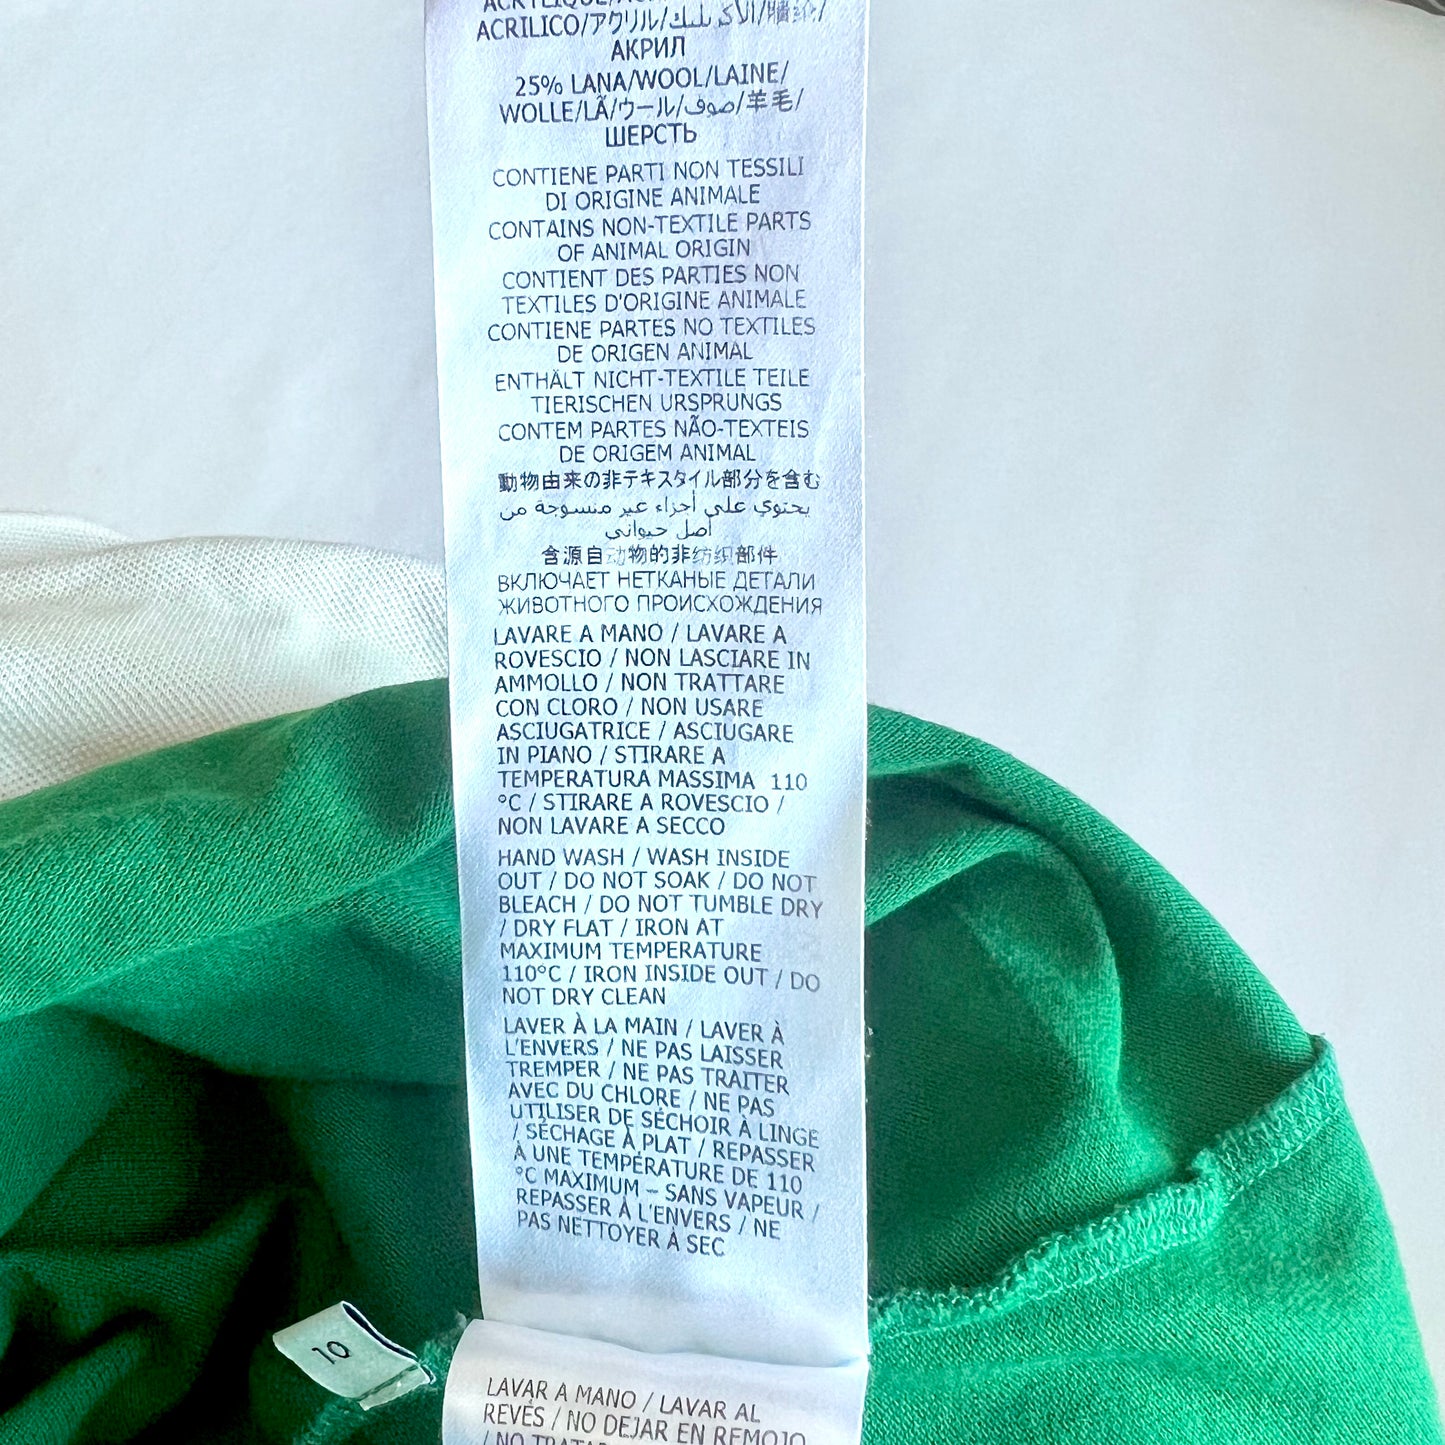 ACRILICO/アクリル/
АКРИЛ
25% LANA/WOOL/LAINE/
WOLLE/LÃ/ウール/صوف/羊毛/
ШЕРСТЬ
CONTIENE PARTI NON TESSILI
DI ORIGINE ANIMALE
CONTAINS NON-TEXTILE PARTS
OF ANIMAL ORIGIN
CONTIENT DES PARTIES NON
TEXTILES D'ORIGINE ANIMALE
CONTIENE PARTES NO TEXTILES
DE ORIGEN ANIMAL
ENTHÄLT NICHT-TEXTILE TEILE
TIERISCHEN URSPRUNGS
CONTEM PARTES NÃO-TEXTEIS
DE ORIGEM ANIMAL
動物由来の非テキスタイル部分を含む
يحتوي على أجزاء غير منسوجة من
أصل حيواني
含源自动物的非纺织部件
ВКЛЮЧАЕТ НЕТКАНЫЕ ДЕТАЛИ
ЖИВОТНОГО ПРОИСХОЖДЕНИЯ
LAVARE A MANO / LAVARE A
ROVESCIO / NON LASCIARE IN
AMMOLLO / NON TRATTARE
CON CLORO / NON USARE
ASCIUGATRICE / ASCIUGARE
IN PIANO / STIRARE A
TEMPERATURA MASSIMA 110
°C / STIRARE A ROVESCIO /
NON LAVARE A SECCO
HAND WASH / WASH INSIDE
OUT / DO NOT SOAK / DO NOT
BLEACH / DO NOT TUMBLE DRY
/ DRY FLAT / IRON AT
MAXIMUM TEMPERATURE
110°C / IRON INSIDE OUT / DO
NOT DRY CLEAN
LAVER À LA MAIN / LAVER À
L'ENVERS / NE PAS LAISSER
TREMPER / NE PAS TRAITER
AVEC DU CHLORE / NE PAS
UTILISER DE SÉCHOIR À LINGE
/ SÉCHAGE À PLAT / REPASSER
À UNE TEMPÉRATURE DE 110
°C MAXIMUM – SANS VAPEUR /
REPASSER À L'ENVERS / NE
PAS NETTOYER À SEC
10
LAVAR A MANO / LAVAR AL
REVÉS / NO DEJAR EN REMOJO
/ NO